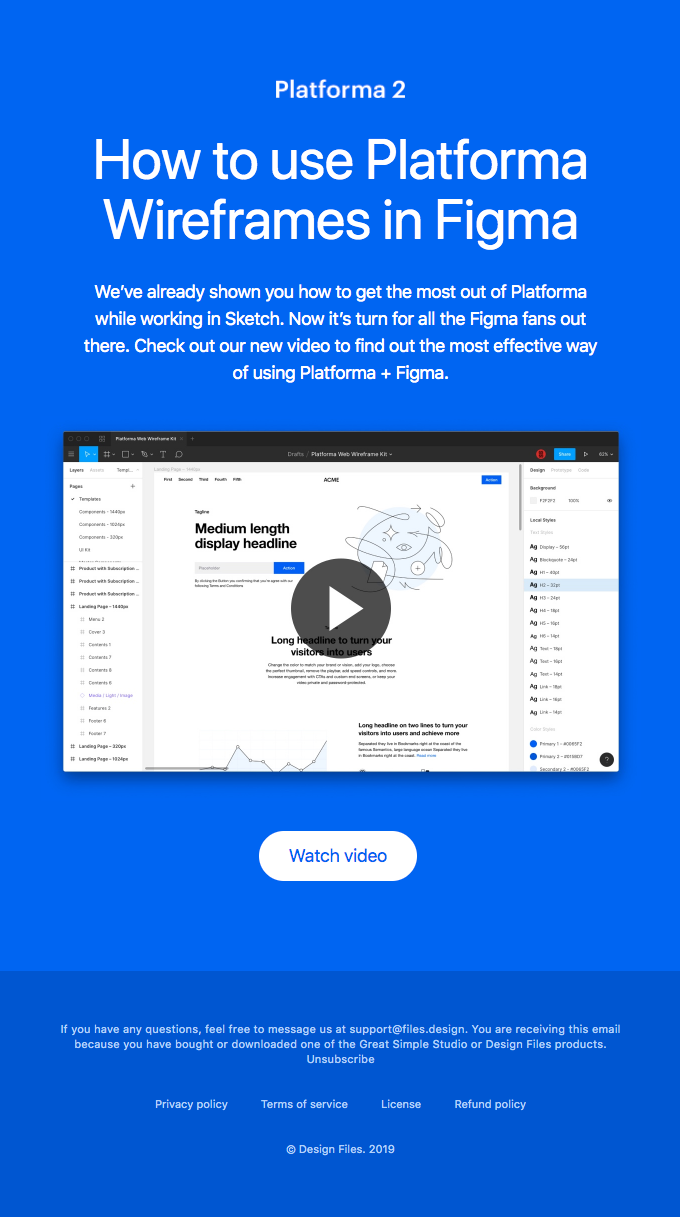 Platforma 2
How to use Platforma
Wireframes in Figma
We've already shown you how to get the most out of Platforma
while working in Sketch. Now it's turn for all the Figma fans out
there. Check out our new video to find out the most effective way
of using Platforma + Figma.
Platforma Web Wireframe Kit
Drafts / Platforma Web Wireframe Kit
Share
62%
Layers Assets Templ...
Pages
Templates
Components – 1440px
Components – 1024px
Components – 320px
UI Kit
Product with Subscription ...
Product with Subscription ...
Product with Subscription ...
Landing Page – 1440px
Menu 2
Cover 3
Contents 1
Contents 7
Contents 8
Contents 6
Media / Light / Image
Features 2
Footer 6
Footer 7
Landing Page – 320px
Landing Page – 1024px
Landing Page – 1440px
First Second Third Fourth Fifth
ACME
Action
Tagline
Medium length
display headline
Placeholder
Action
By clicking the button you confirming that you're agree with our
following Terms and Conditions
Long headline to turn your
visitors into users
Change the color to match your brand or vision, add your logo, choose
the perfect thumbnail, remove the playbar, add speed controls, and more.
Increase engagement with CTAs and custom end screens, or keep your
video private and password protected.
Long headline on two lines to turn your
visitors into users and achieve more
Separated they live in Bookmarks right at the coast of the
famous Semantics, large language ocean Separated they live
in Bookmarks right at the coast Read more
Design Prototype Code
Background
F2F2F2 100%
Local Styles
Text Styles
Ag Display – 56pt
Ag Blockquote – 24pt
Ag H1 – 40pt
Ag H2 – 32pt
Ag H3 – 24pt
Ag H4 – 18pt
Ag H5 – 16pt
Ag H6 – 14pt
Ag Text – 18pt
Ag Text – 16pt
Ag Text – 14pt
Ag Link – 18pt
Ag Link – 16pt
Ag Link – 14pt
Color Styles
Primary 1 – #0065F2
Secondary 2 – #0065F2
?
Watch video
If you have any questions, feel free to message us at support@files.design. You are receiving this email
because you have bought or downloaded one of the Great Simple Studio or Design Files products.
Unsubscribe
Privacy policy Terms of service License Refund policy
© Design Files. 2019